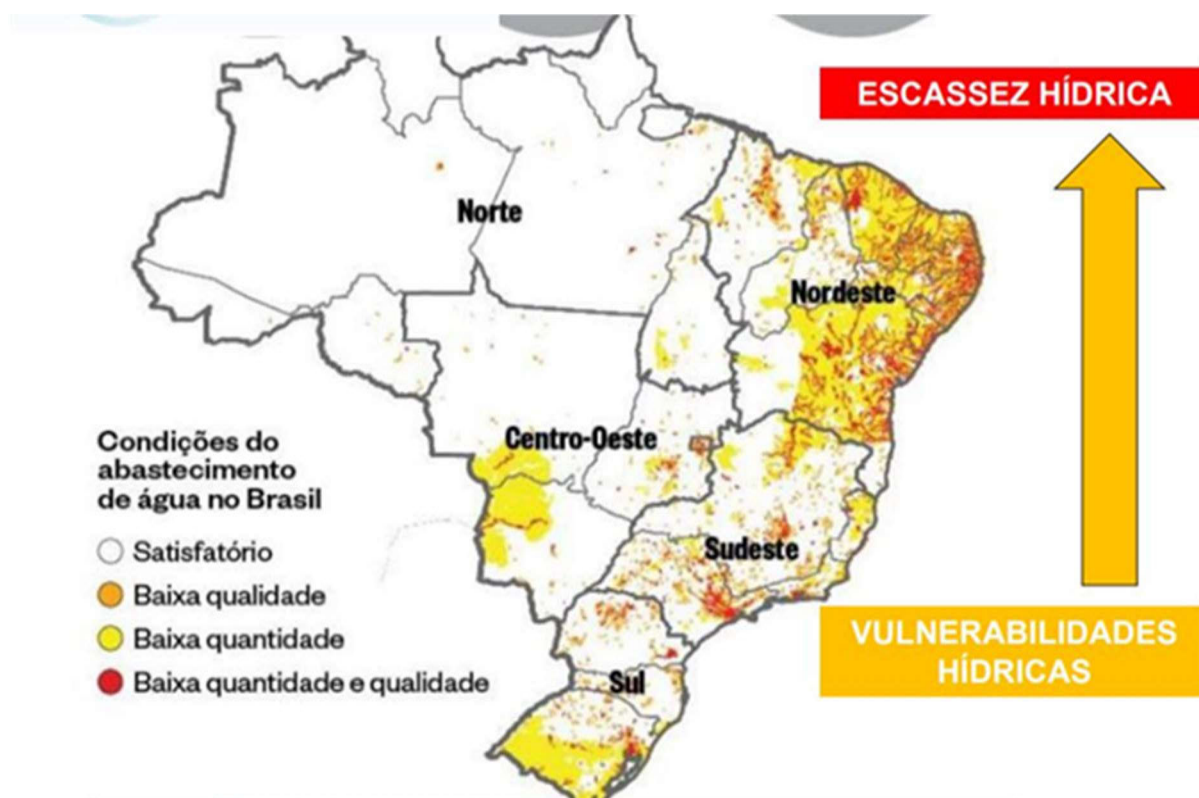 ESCASSEZ HÍDRICA
Norte
Nordeste
Centro-Oeste
Condições do
abastecimento
de água no Brasil
Satisfatório
Baixa qualidade
Baixa quantidade
Baixa quantidade e qualidade
Sudeste
Sul
VULNERABILIDADES
HÍDRICAS